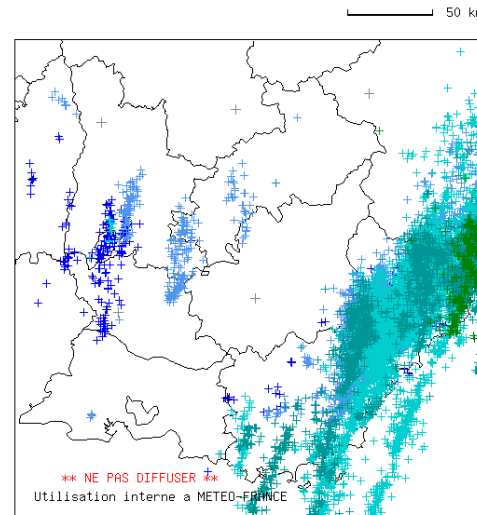 50 km
** NE PAS DIFFUSER **
Utilisation interne a METEO-FRANCE